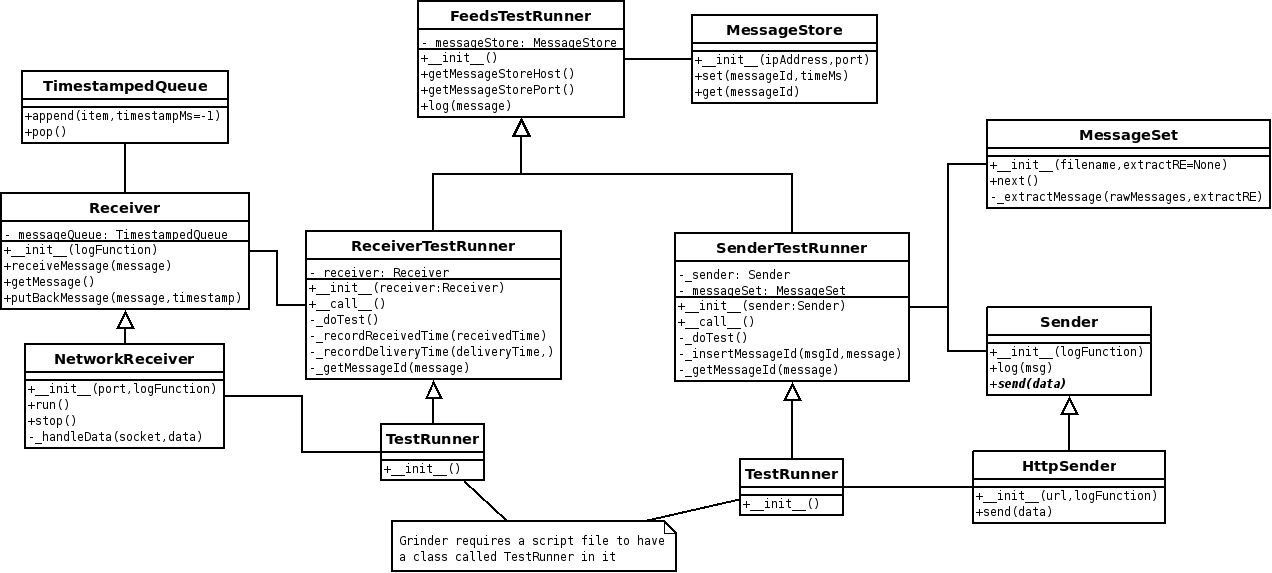 FeedsTestRunner
- messageStore: MessageStore
+__init__()
+getMessageStoreHost()
+getMessageStorePort()
+log(message)
MessageStore
+__init__(ipAddress,port)
+set(messageId,timeMs)
+get(messageId)
TimestampedQueue
+append(item,timestampMs=-1)
+pop()
MessageSet
+__init__(filename,extractRE=None)
+next()
-_extractMessage(rawMessages,extractRE)
Receiver
- messageQueue: TimestampedQueue
+__init__(logFunction)
+receiveMessage(message)
+getMessage()
+putBackMessage(message,timestamp)
ReceiverTestRunner
- receiver: Receiver
+__init__(receiver:Receiver)
+__call__()
-_doTest()
-_recordReceivedTime(receivedTime)
-_recordDeliveryTime(deliveryTime,)
-_getMessageId(message)
SenderTestRunner
-_sender: Sender
- messageSet: MessageSet
+__init__(sender:Sender)
+__call__()
-_doTest()
-_insertMessageId(msgId,message)
-_getMessageId(message)
Sender
+__init__(logFunction)
+log(msg)
+send(data)
NetworkReceiver
+__init__(port,logFunction)
+run()
+stop()
-_handleData(socket,data)
TestRunner
+__init__()
TestRunner
+__init__()
HttpSender
+__init__(url,logFunction)
+send(data)
Grinder requires a script file to have
a class called TestRunner in it